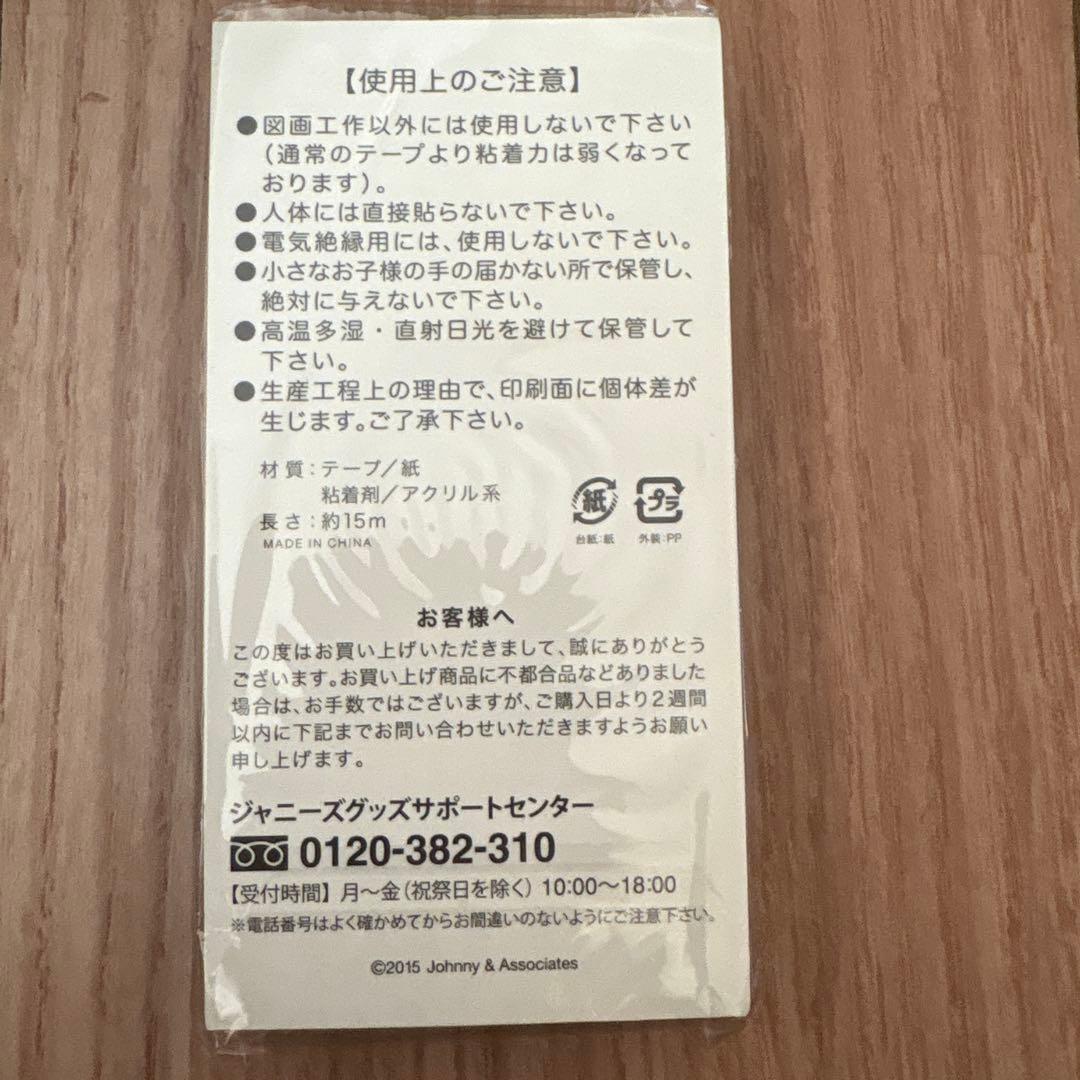 【使用上のご注意】
●図画工作以外には使用しないで下さい
（通常のテープより粘着力は弱くなって
おります）。
●人体には直接貼らないで下さい。
●電気絶縁用には、使用しないで下さい。
●小さなお子様の手の届かない所で保管し、
絶対に与えないで下さい。
●高温多湿・直射日光を避けて保管して
下さい。
●生産工程上の理由で、印刷面に個体差が
生じます。ご了承下さい。
材質：テープ／紙
粘着剤／アクリル系
長さ：約15m
MADE IN CHINA
紙
プラ
台紙：紙
外装：PP
お客様へ
この度はお買い上げいただきまして、誠にありがとう
ございます。お買い上げ商品に不都合品などありました
場合は、お手数ではございますが、ご購入日より2週間
以内に下記までお問い合わせいただきますようお願い
申し上げます。
ジャニーズグッズサポートセンター
0120-382-310
【受付時間】月～金（祝祭日を除く）10:00～18:00
※電話番号はよく確かめてからお間違いのないようにご注意下さい。
©2015 Johnny & Associates